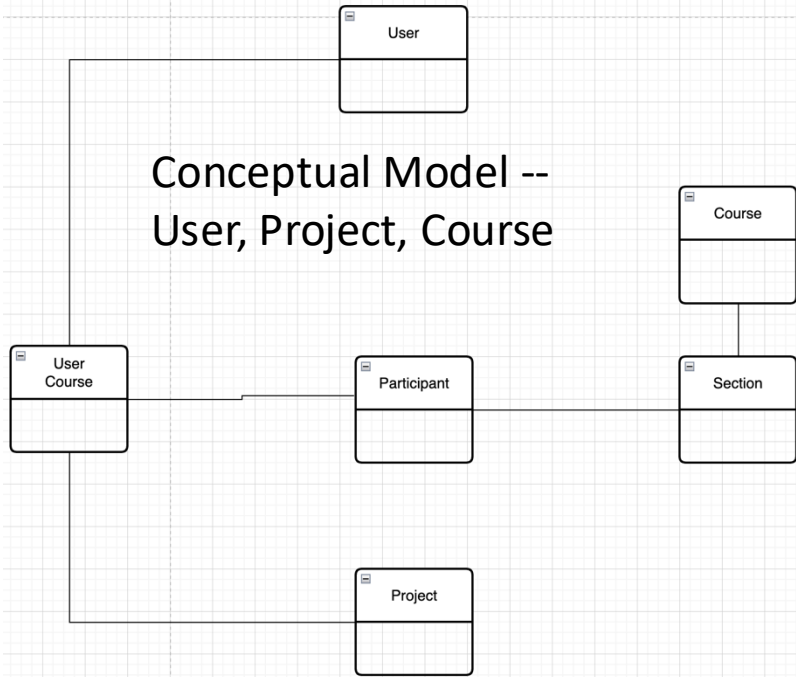 User
Conceptual Model --
User, Project, Course
Course
User
Course
Participant
Section
Project